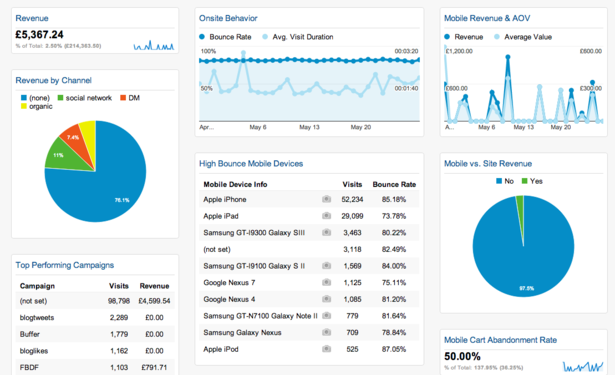 Revenue
£5,367.24
% of Total: 2.50% (£214,363.50)
Revenue by Channel
(none) social network DM
organic
7.4%
11%
76.1%
Top Performing Campaigns
Campaign Visits Revenue
(not set) 98,798 £4,599.54
blogtweets 2,289 £0.00
Buffer 1,779 £0.00
bloglikes 1,162 £0.00
FBDF 1,103 £791.71
Onsite Behavior
Bounce Rate Avg. Visit Duration
100% 00:03:20
50% 00:01:40
Apr... May 6 May 13 May 20
High Bounce Mobile Devices
Mobile Device Info Visits Bounce Rate
Apple iPhone 52,234 85.18%
Apple iPad 29,099 73.78%
Samsung GT-I9300 Galaxy SIII 3,463 80.22%
(not set) 3,118 82.49%
Samsung GT-I9100 Galaxy S II 1,569 84.00%
Google Nexus 7 1,125 75.11%
Google Nexus 4 1,085 81.20%
Samsung GT-N7100 Galaxy Note II 779 81.64%
Samsung Galaxy Nexus 709 78.84%
Apple iPod 525 87.05%
Mobile Revenue & AOV
Revenue Average Value
£1,200.00 £600.00
£600.00 £300.00
A... May 6 May 13 May 20
Mobile vs. Site Revenue
No Yes
97.5%
Mobile Cart Abandonment Rate
50.00%
% of Total: (38.25%)